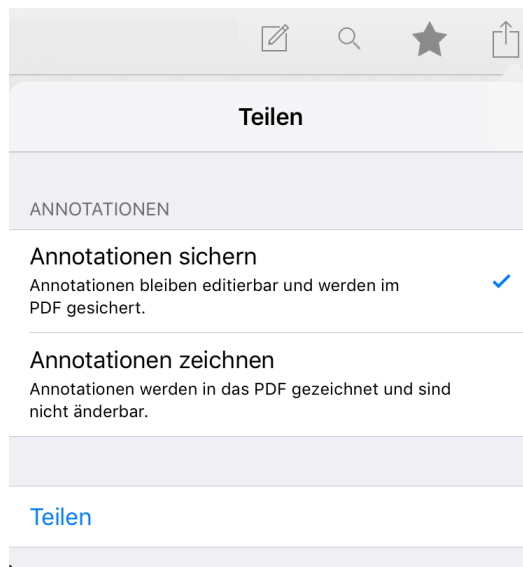 Teilen
ANNOTATIONEN
Annotationen sichern
Annotationen bleiben editierbar und werden im
PDF gesichert.
Annotationen zeichnen
Annotationen werden in das PDF gezeichnet und sind
nicht änderbar.
Teilen